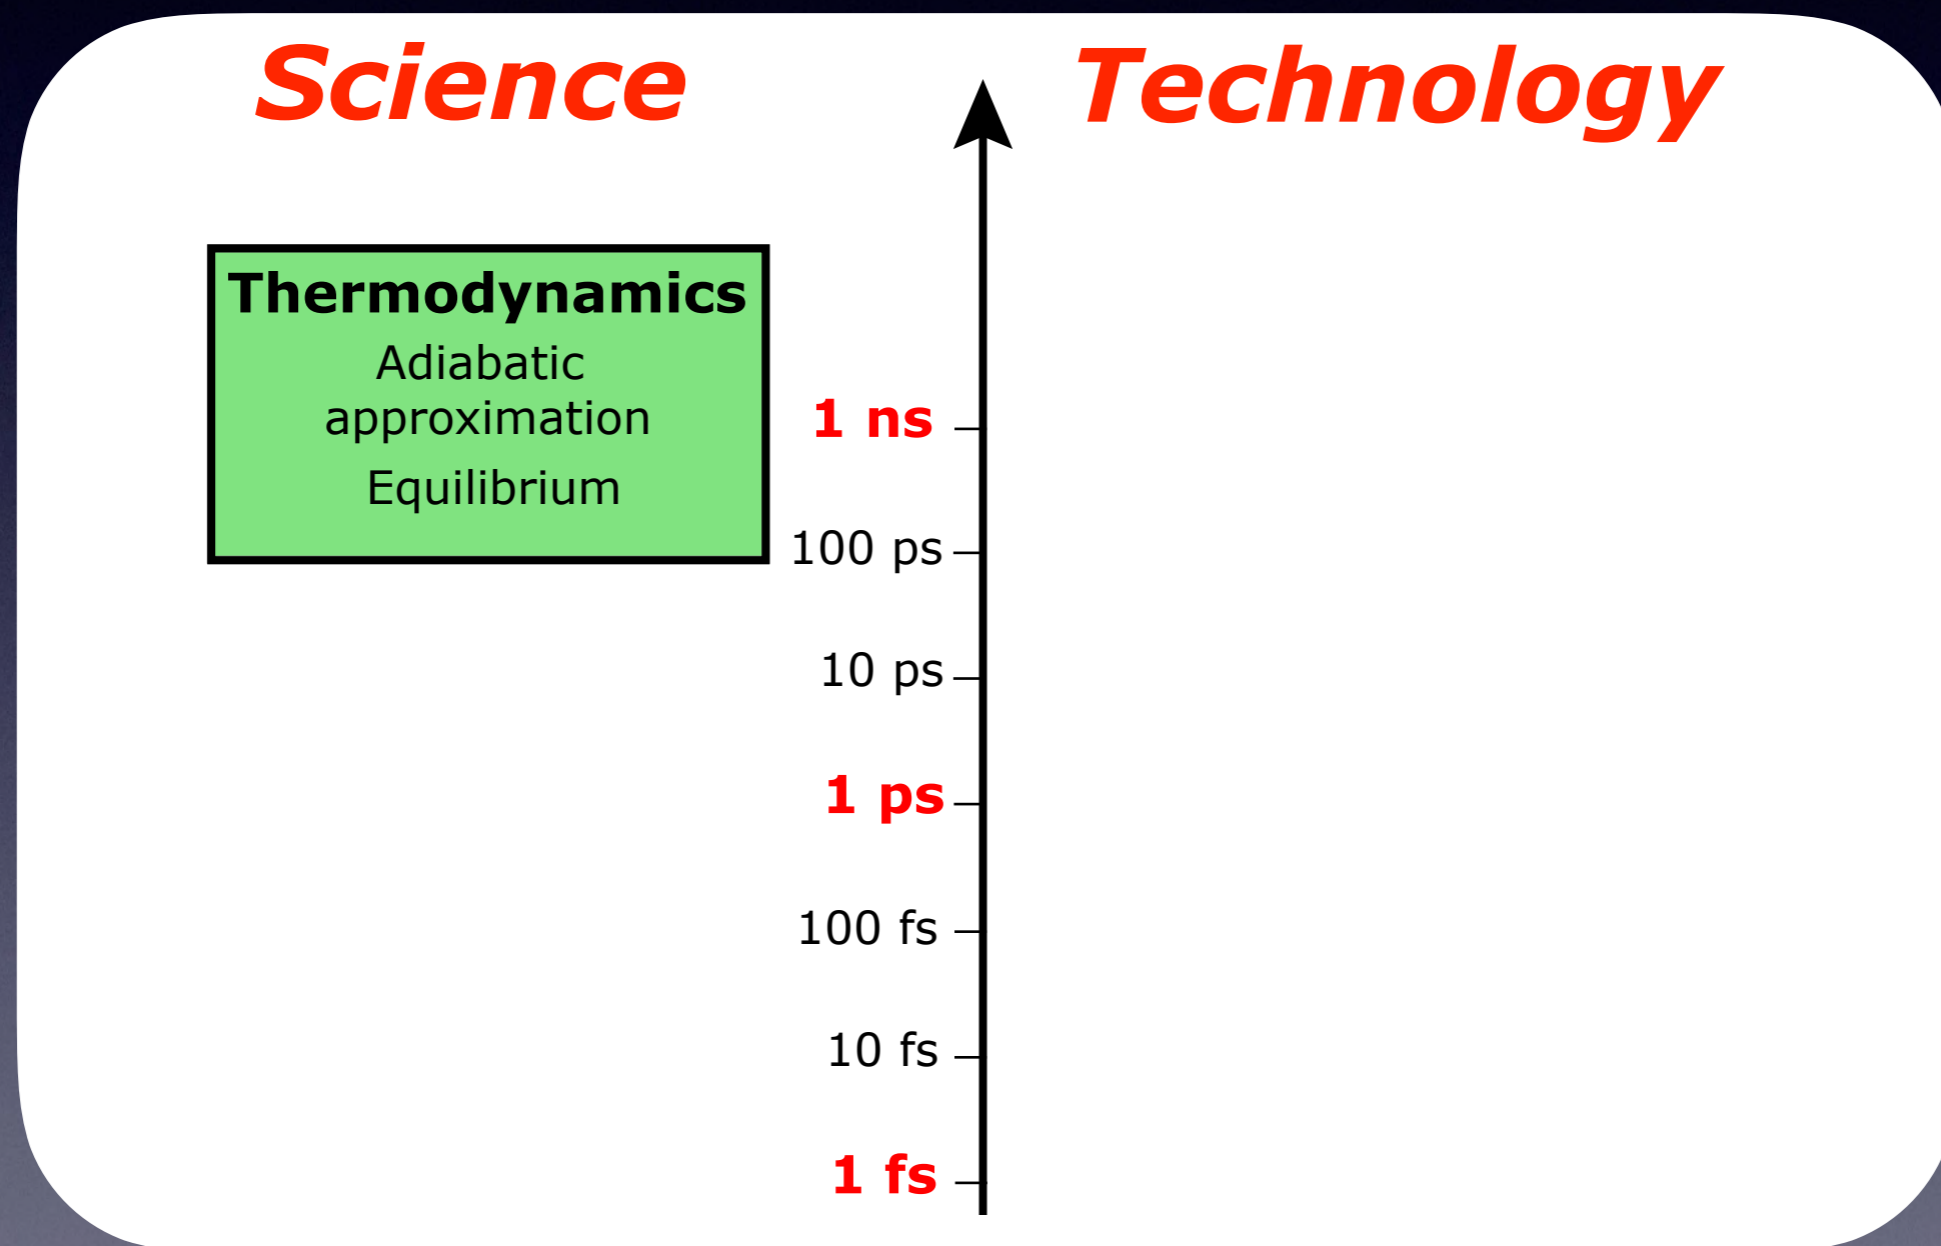 Science
Technology
Thermodynamics
Adiabatic
approximation
Equilibrium
1 ns
100 ps
10 ps
1 ps
100 fs
10 fs
1 fs